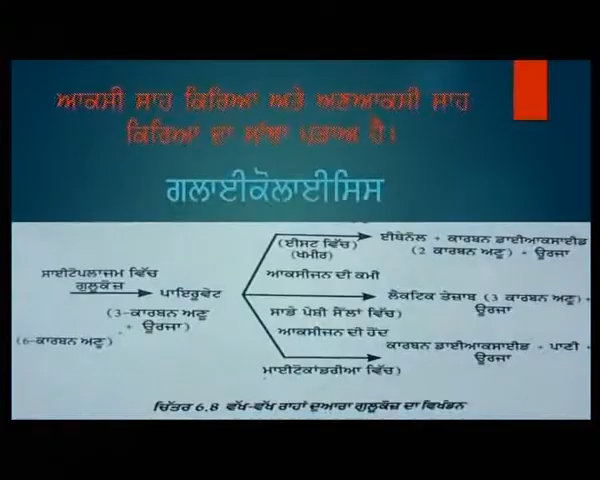 ਆਕਸੀ ਸਾਹ ਕਿਰਿਆ ਅਤੇ ਅਣਆਕਸੀ ਸਾਹ
ਕਿਰਿਆ ਦਾ ਸਾਂਝਾ ਪੜਾਅ ਹੈ।
ਗਲਾਈਕੋਲਾਈਸਿਸ
ਸਾਈਟੋਪਲਾਜਮ ਵਿੱਚ
ਗੁਲੂਕੋਜ਼
(6-ਕਾਰਬਨ ਅਣੂ)
ਪਾਇਰੂਵੇਟ
(3-ਕਾਰਬਨ ਅਣੂ
+ ਊਰਜਾ)
(ਈਸਟ ਵਿੱਚ)
(ਖਮੀਰ)
ਈਥੇਨੌਲ + ਕਾਰਬਨ ਡਾਈਆਕਸਾਈਡ
(2 ਕਾਰਬਨ ਅਣੂ) + ਊਰਜਾ
ਆਕਸੀਜਨ ਦੀ ਕਮੀ
ਸਾਡੇ ਪੇਸ਼ੀ ਸੈੱਲਾਂ ਵਿੱਚ)
ਲੈਕਟਿਕ ਤੇਜ਼ਾਬ (3 ਕਾਰਬਨ ਅਣੂ) +
ਊਰਜਾ
ਆਕਸੀਜਨ ਦੀ ਹੋਂਦ
ਮਾਈਟੋਕਾਂਡਰੀਆ ਵਿੱਚ)
ਕਾਰਬਨ ਡਾਈਆਕਸਾਈਡ + ਪਾਣੀ +
ਊਰਜਾ
ਚਿੱਤਰ 6.8 ਵੱਖ-ਵੱਖ ਰਾਹਾਂ ਦੁਆਰਾ ਗੁਲੂਕੋਜ਼ ਦਾ ਵਿਖੰਡਨ